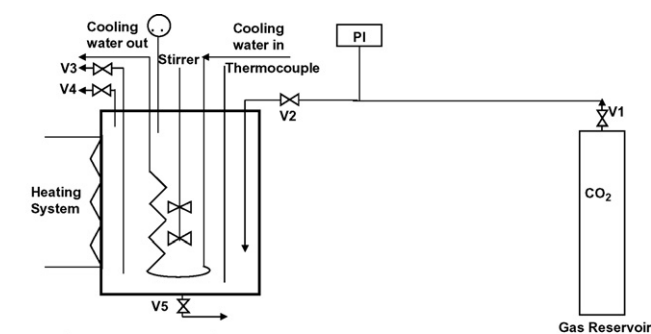 Cooling
water out
Cooling
water in
PI
V3
Stirrer
Thermocouple
V4
V2
V1
Heating
System
CO₂
V5
Gas Reservoir